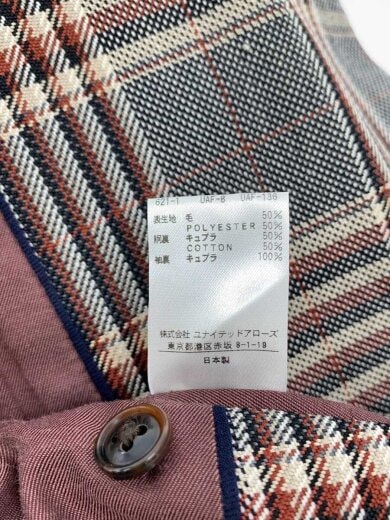 621-1 UAF-8 UAF-136
表生地 毛 50%
POLYESTER 50%
胴裏 キュプラ 50%
COTTON 50%
袖裏 キュプラ 100%
株式会社 ユナイテッドアローズ
東京都港区赤坂 8-1-19
日本製